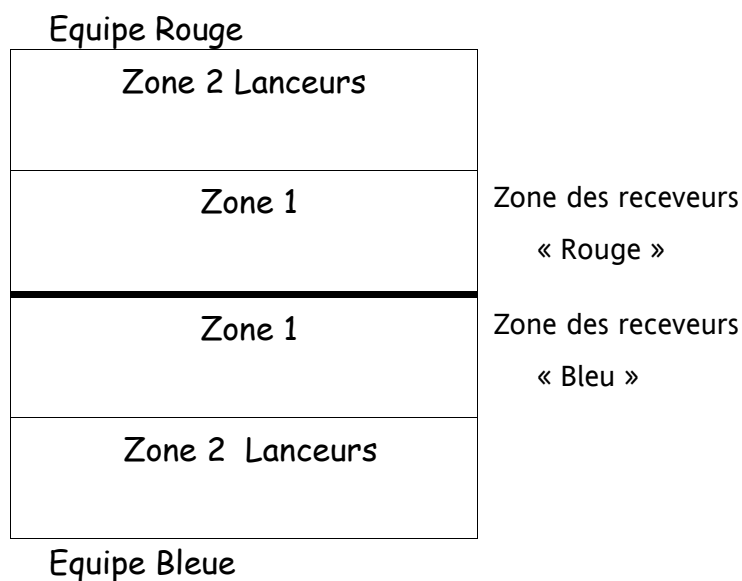 Equipe Rouge
Zone 2 Lanceurs
Zone 1
Zone des receveurs
« Rouge »
Zone 1
Zone des receveurs
« Bleu »
Zone 2 Lanceurs
Equipe Bleue